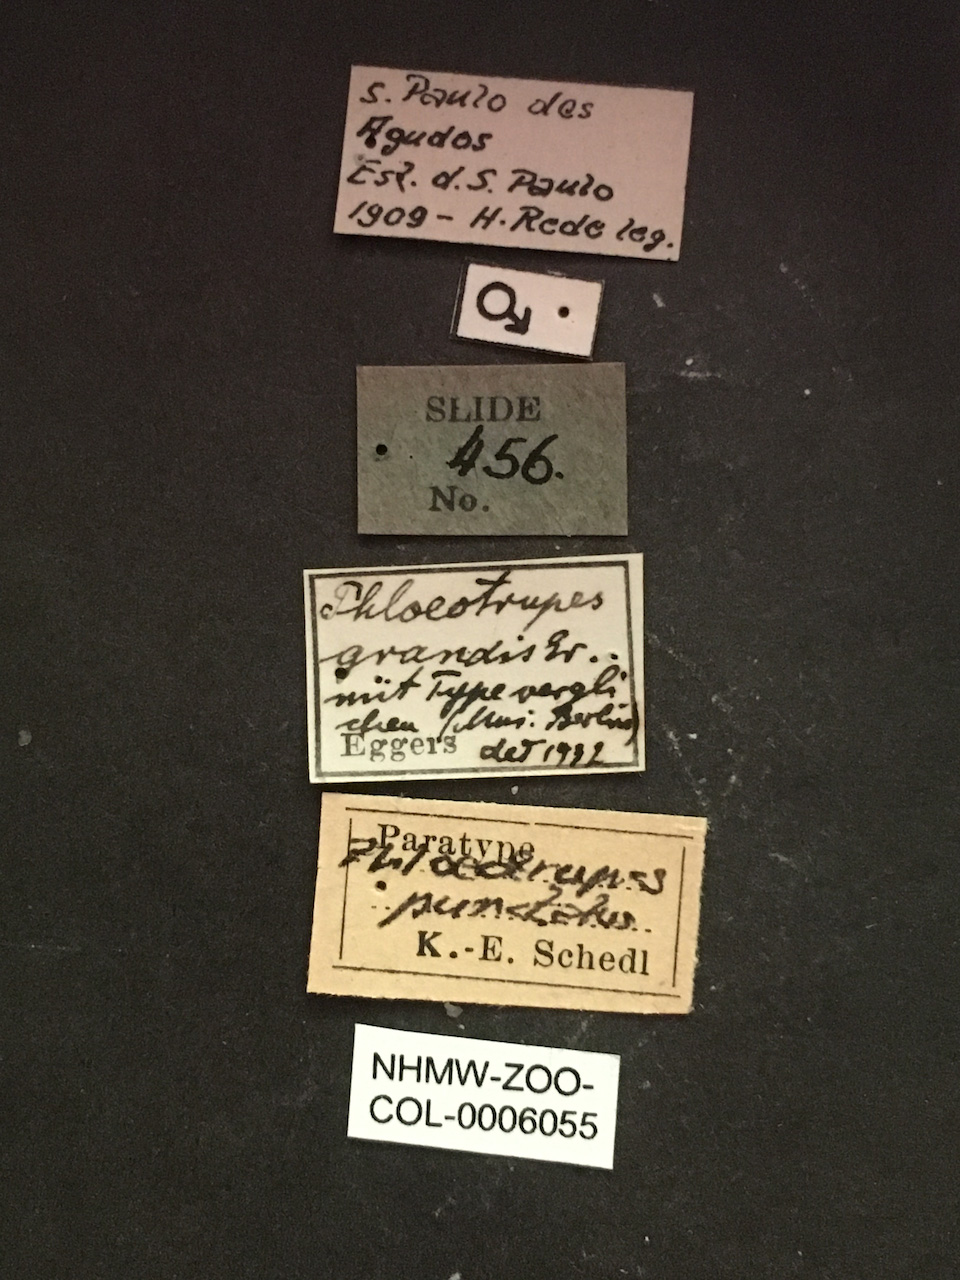 S. Paulo des
Agudos
Est. d. S. Paulo
1909 - H. Rede leg.
♂
SLIDE
456.
No.
Phloeotrupes
grandis Er.
mit Type vergli
chen (Mus. Berlin)
Eggers det 1932
Paratype
Phloeotrupes
punctatus
K.-E. Schedl
NHMW-ZOO-
COL-0006055